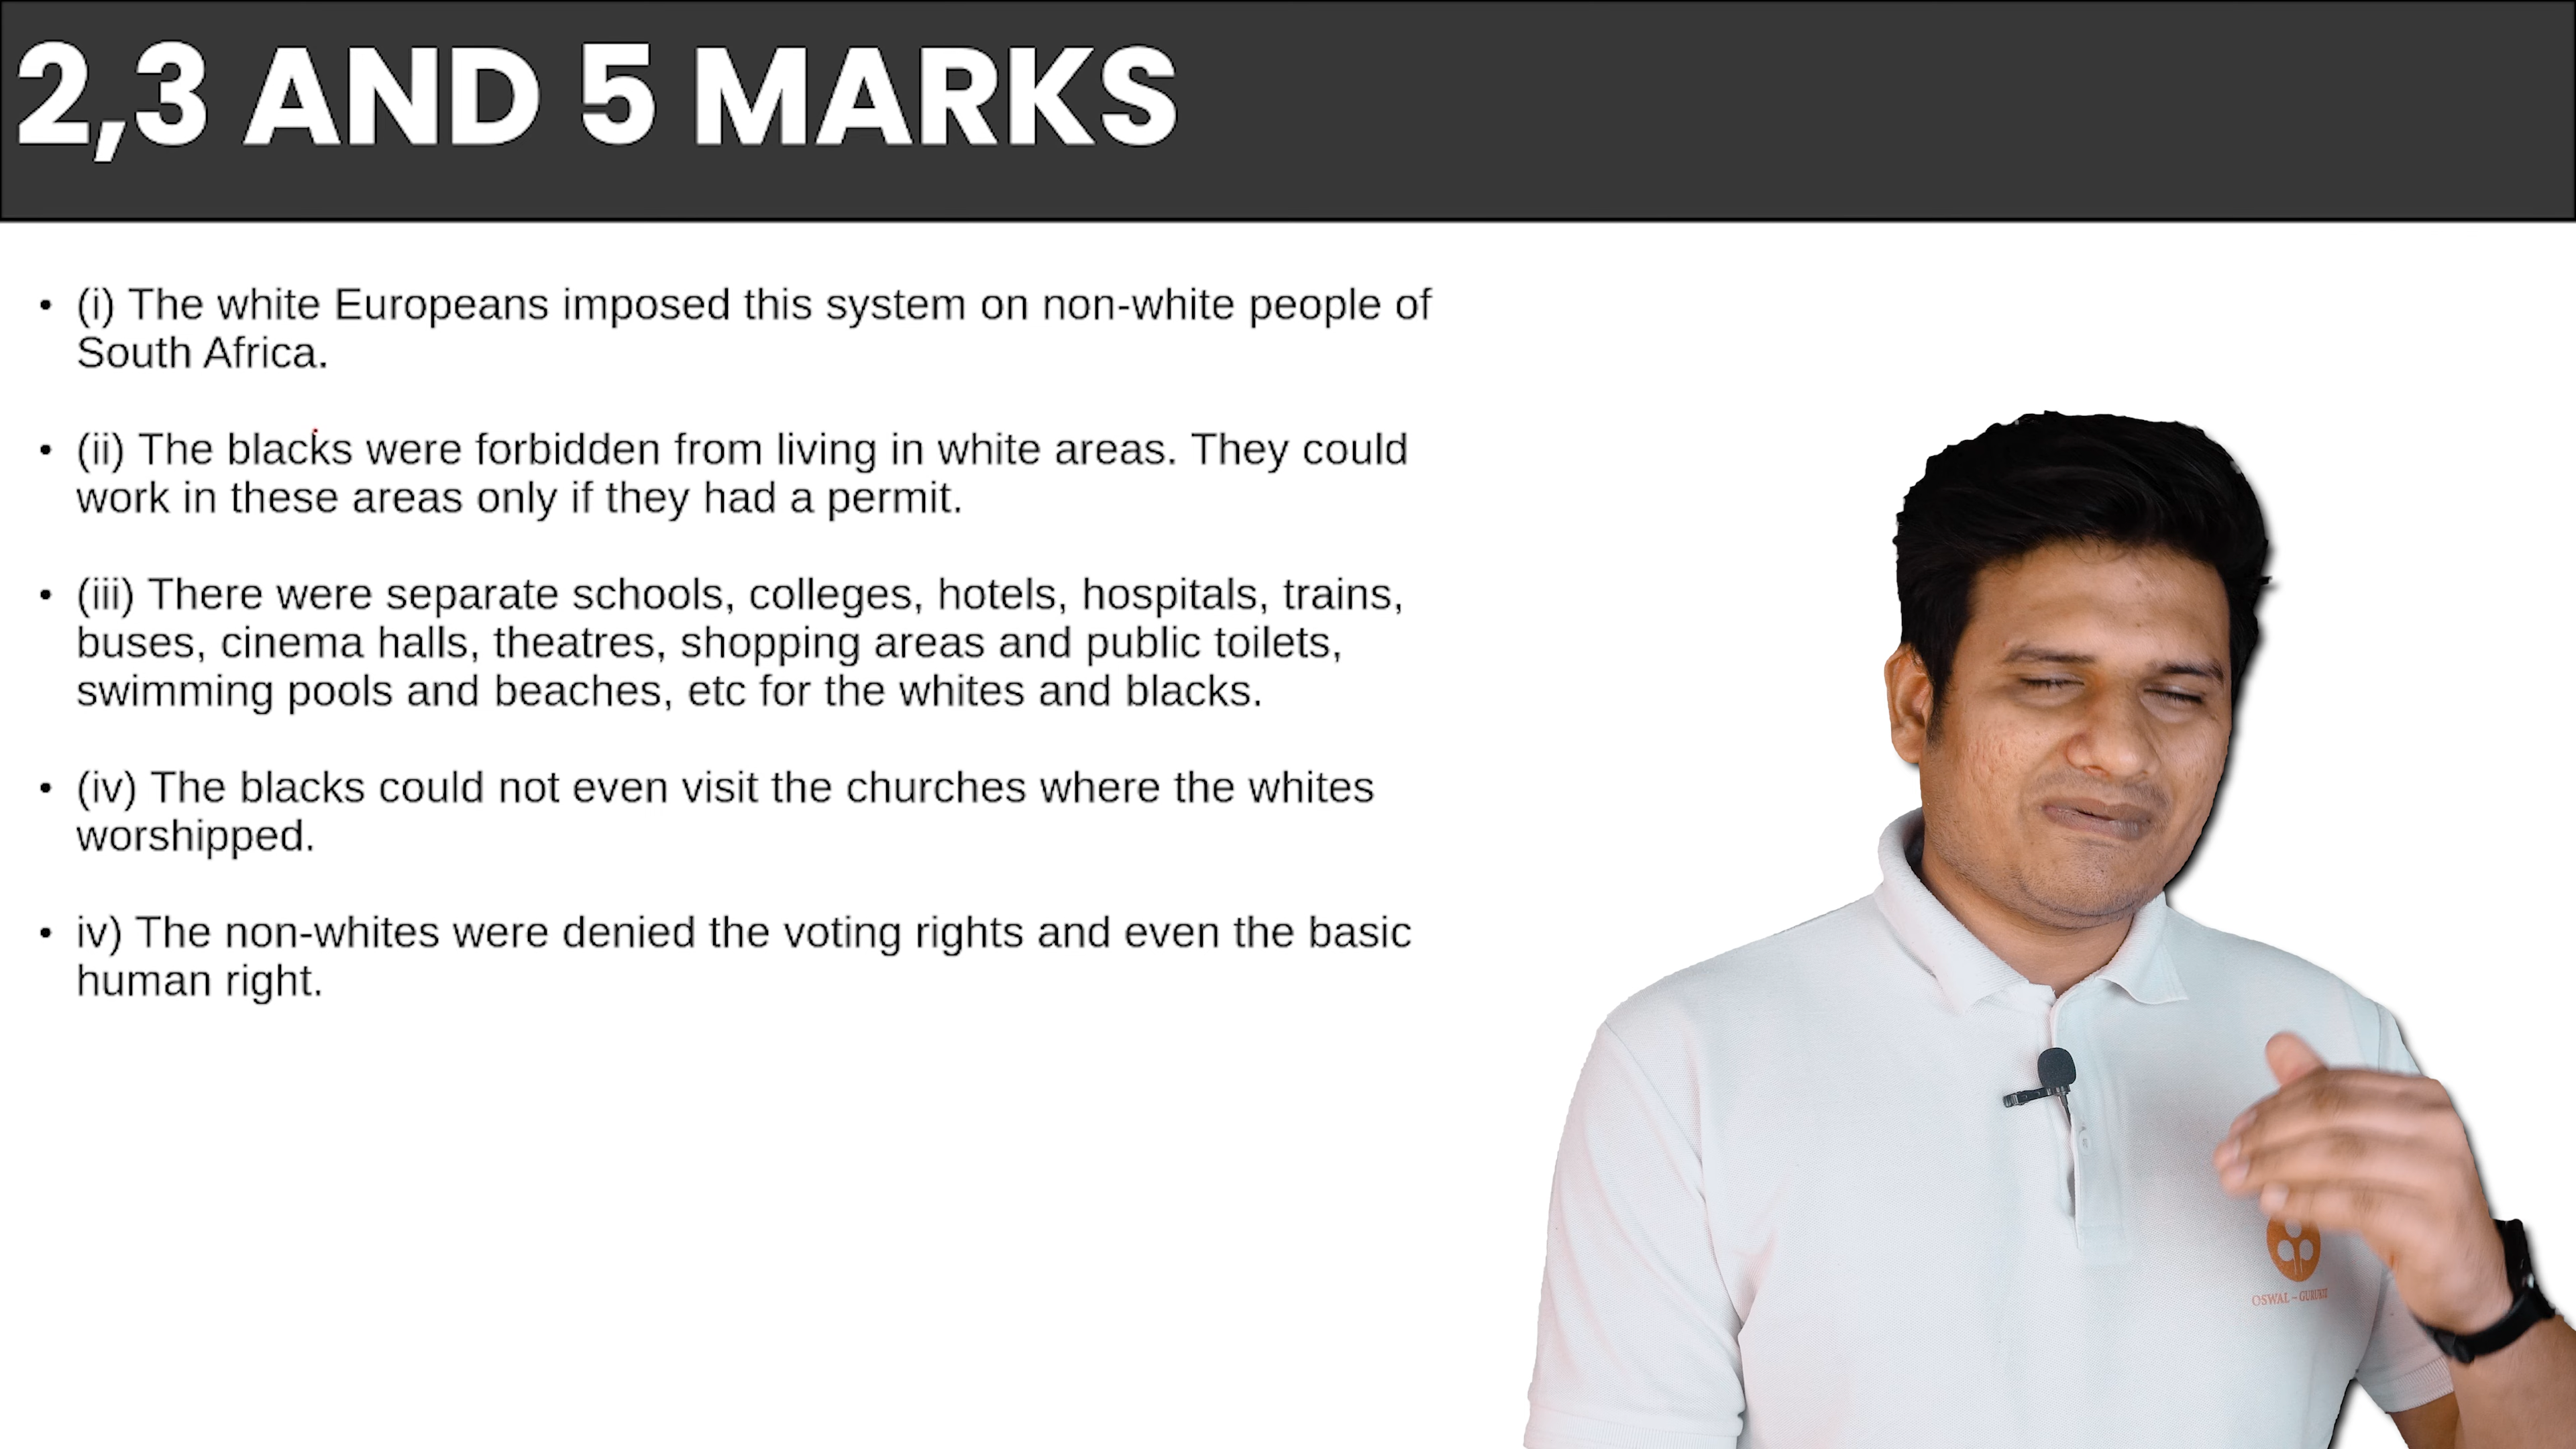 2,3 AND 5 MARKS
• (i) The white Europeans imposed this system on non-white people of
South Africa.
• (ii) The blacks were forbidden from living in white areas. They could
work in these areas only if they had a permit.
• (iii) There were separate schools, colleges, hotels, hospitals, trains,
buses, cinema halls, theatres, shopping areas and public toilets,
swimming pools and beaches, etc for the whites and blacks.
• (iv) The blacks could not even visit the churches where the whites
worshipped.
• iv) The non-whites were denied the voting rights and even the basic
human right.
OSWAL –